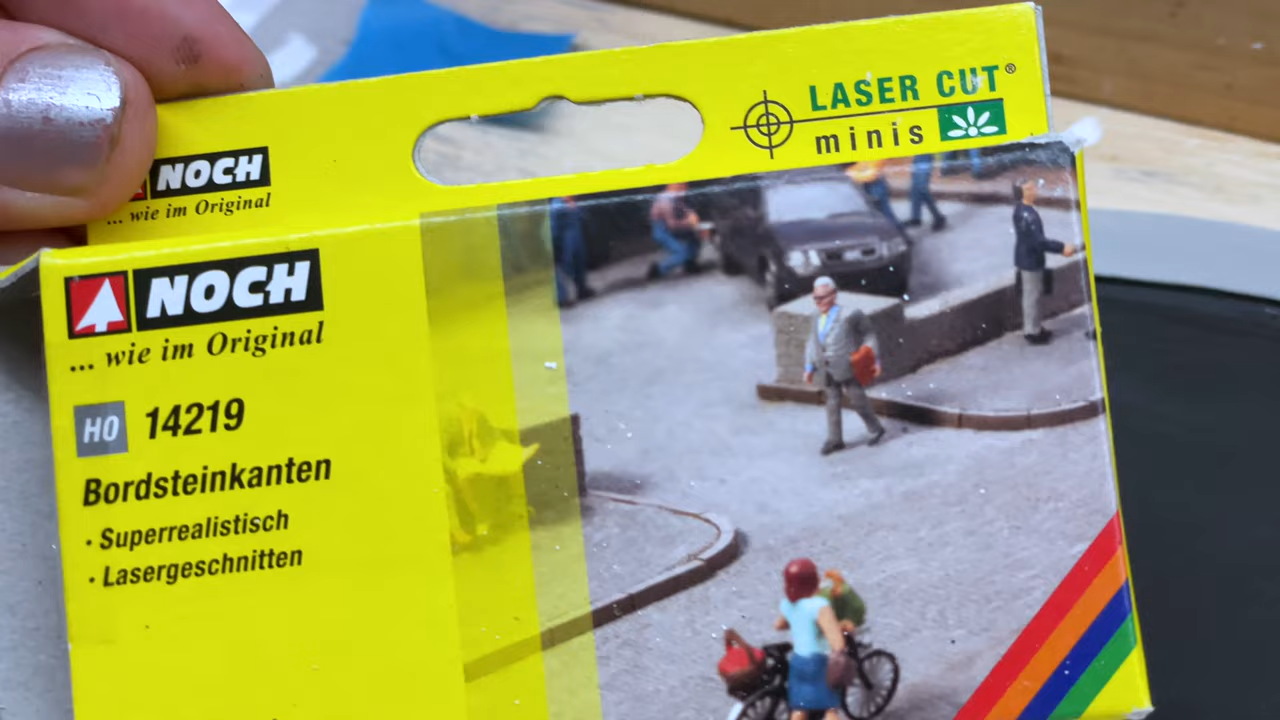 LASER CUT®
minis
NOCH
... wie im Original
NOCH
... wie im Original
H0 14219
Bordsteinkanten
· Superrealistisch
· Lasergeschnitten